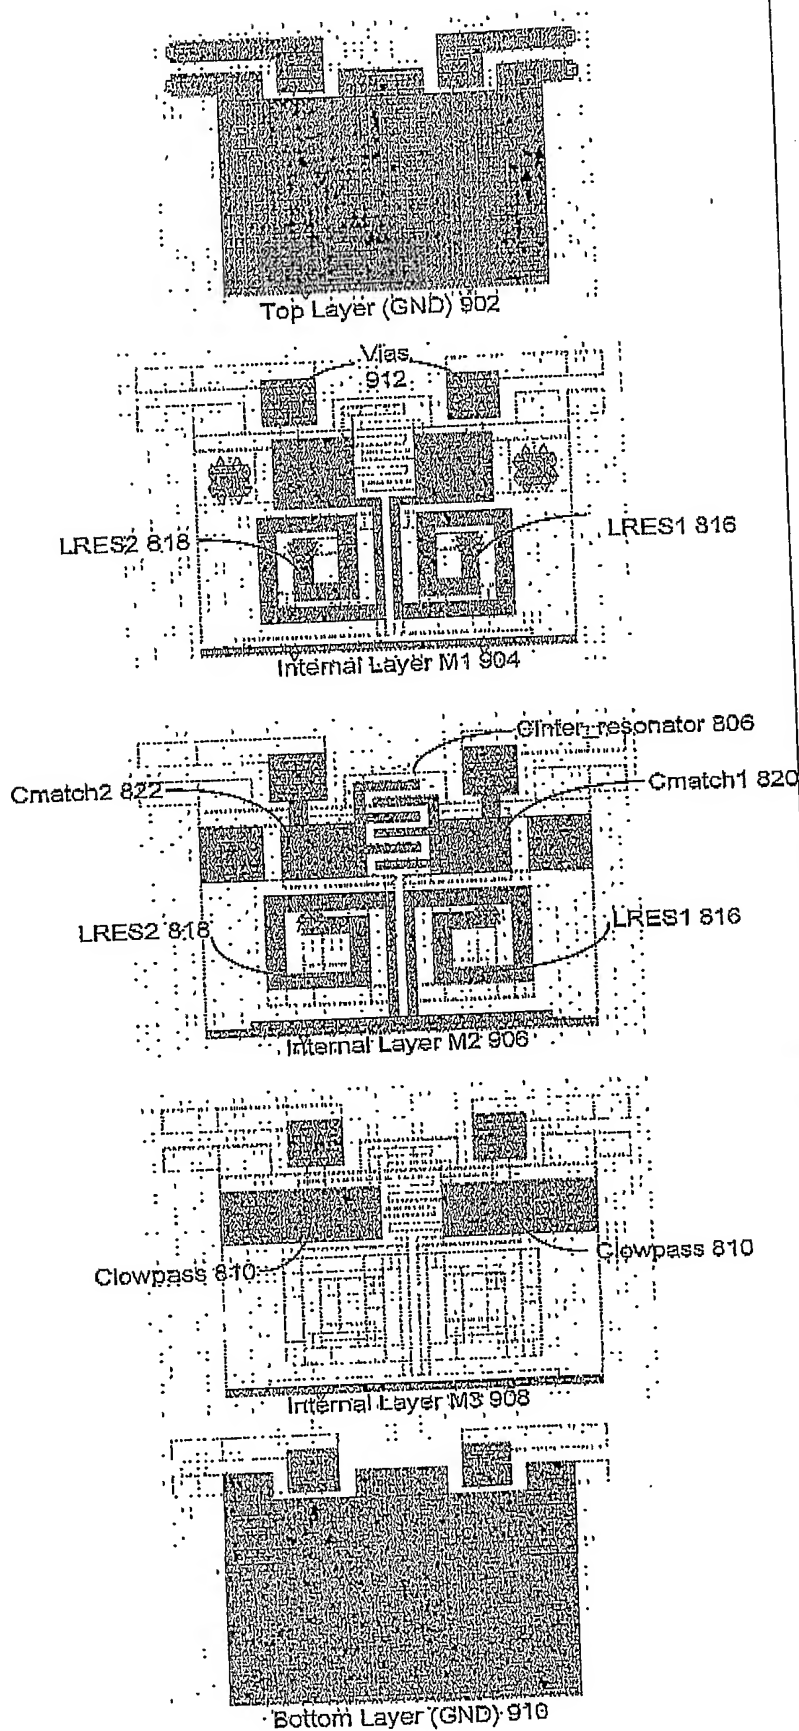 Top Layer (GND) 902
Vias
912
LRES2 818
LRES1 816
Internal Layer M1 904
Cinter_resonator 806
Cmatch2 822
Cmatch1 820
LRES2 818
LRES1 816
Internal Layer M2 906
Clowpass 810
Clowpass 810
Internal Layer M3 908
Bottom Layer (GND) 910